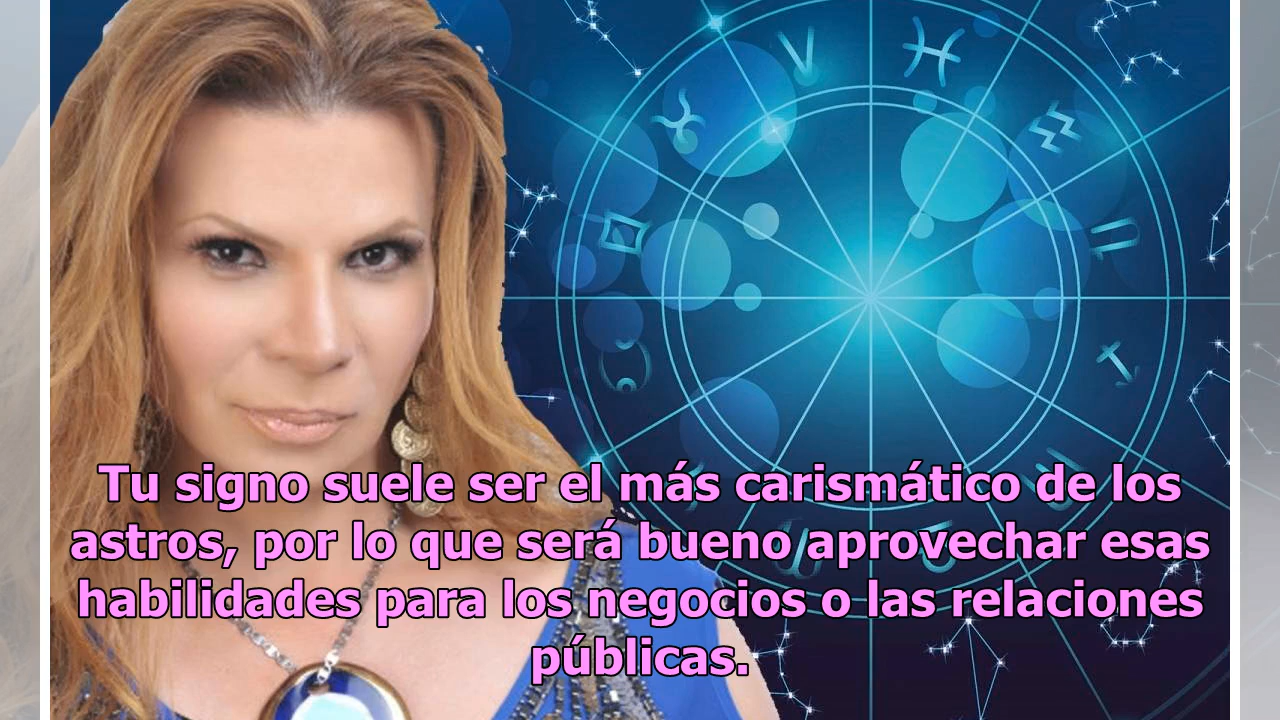 Tu signo suele ser el más carismático de los
astros, por lo que será bueno aprovechar esas
habilidades para los negocios o las relaciones
públicas.